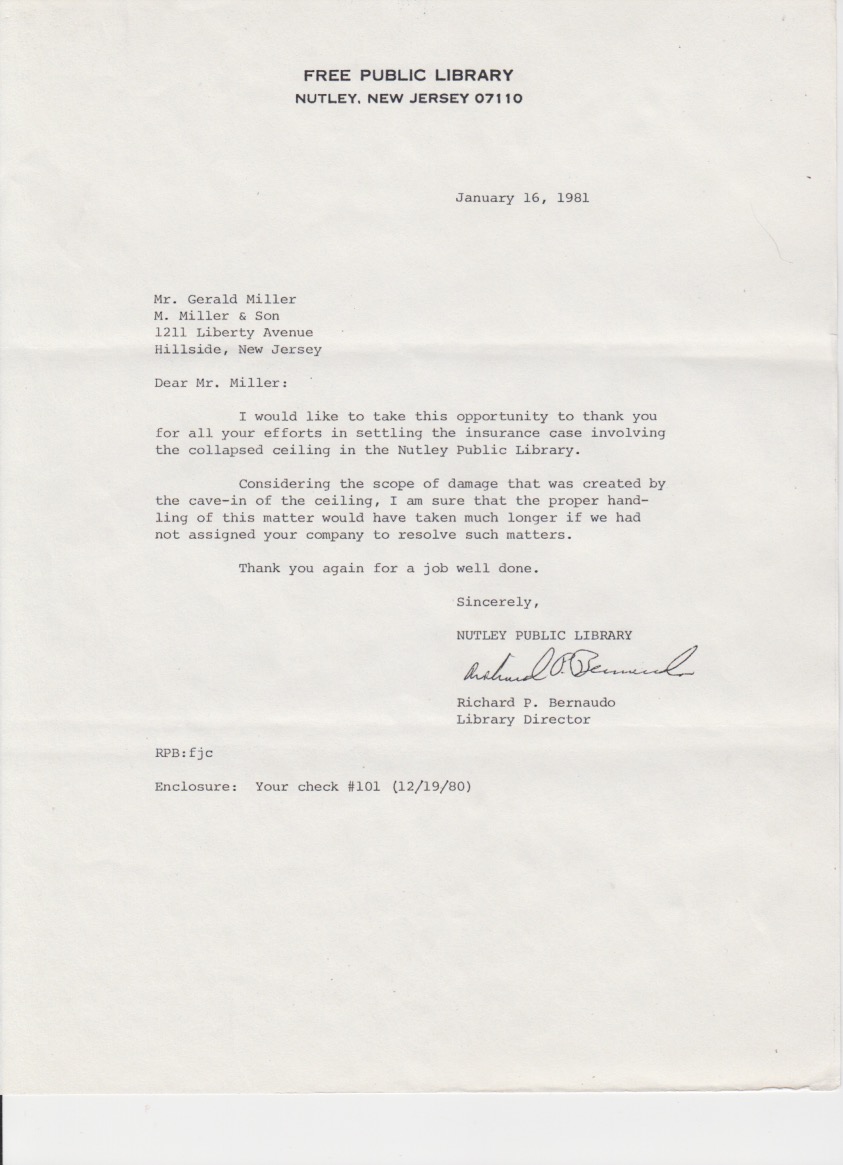 FREE PUBLIC LIBRARY
NUTLEY, NEW JERSEY 07110
January 16, 1981
Mr. Gerald Miller
M. Miller & Son
1211 Liberty Avenue
Hillside, New Jersey
Dear Mr. Miller:
I would like to take this opportunity to thank you
for all your efforts in settling the insurance case involving
the collapsed ceiling in the Nutley Public Library.
Considering the scope of damage that was created by
the cave-in of the ceiling, I am sure that the proper hand-
ling of this matter would have taken much longer if we had
not assigned your company to resolve such matters.
Thank you again for a job well done.
Sincerely,
NUTLEY PUBLIC LIBRARY
Richard P. Bernaudo
Richard P. Bernaudo
Library Director
RPB:fjc
Enclosure: Your check #101 (12/19/80)